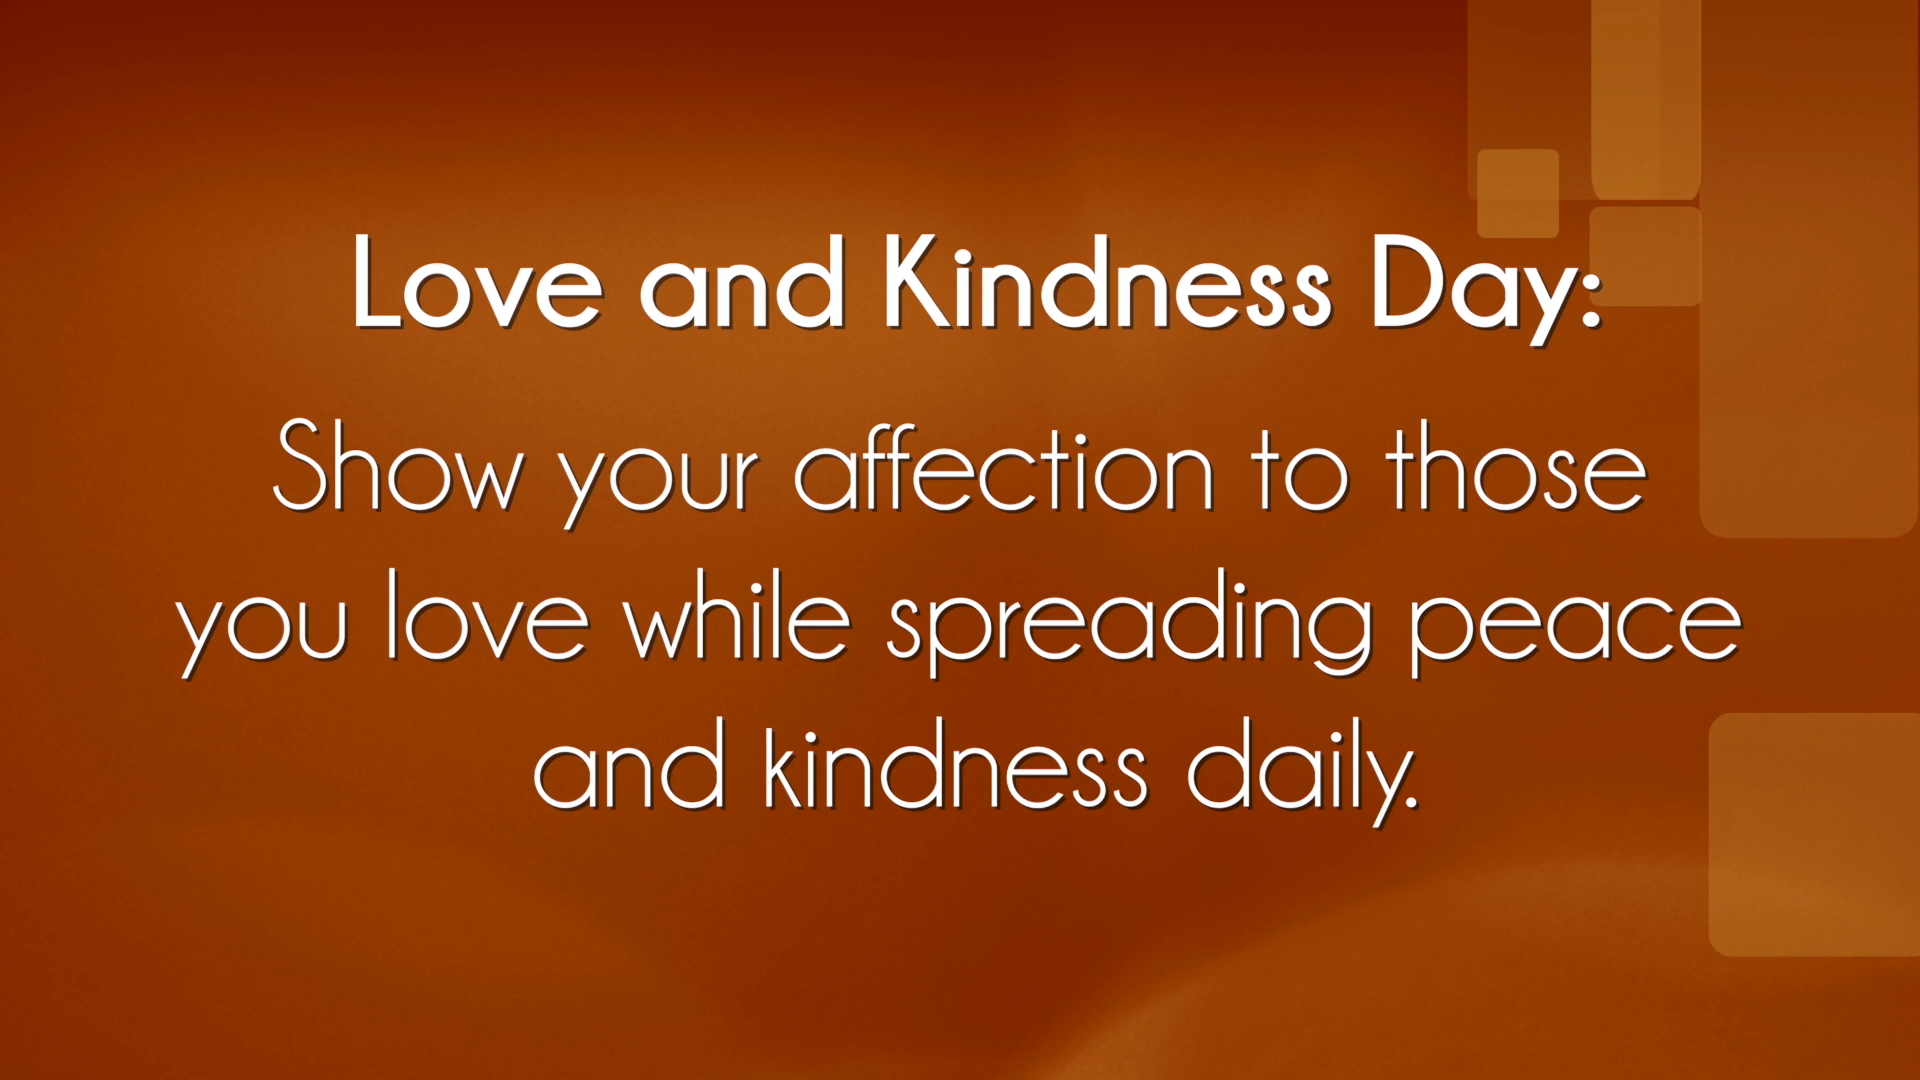 Love and Kindness Day:
Show your affection to those
you love while spreading peace
and kindness daily.